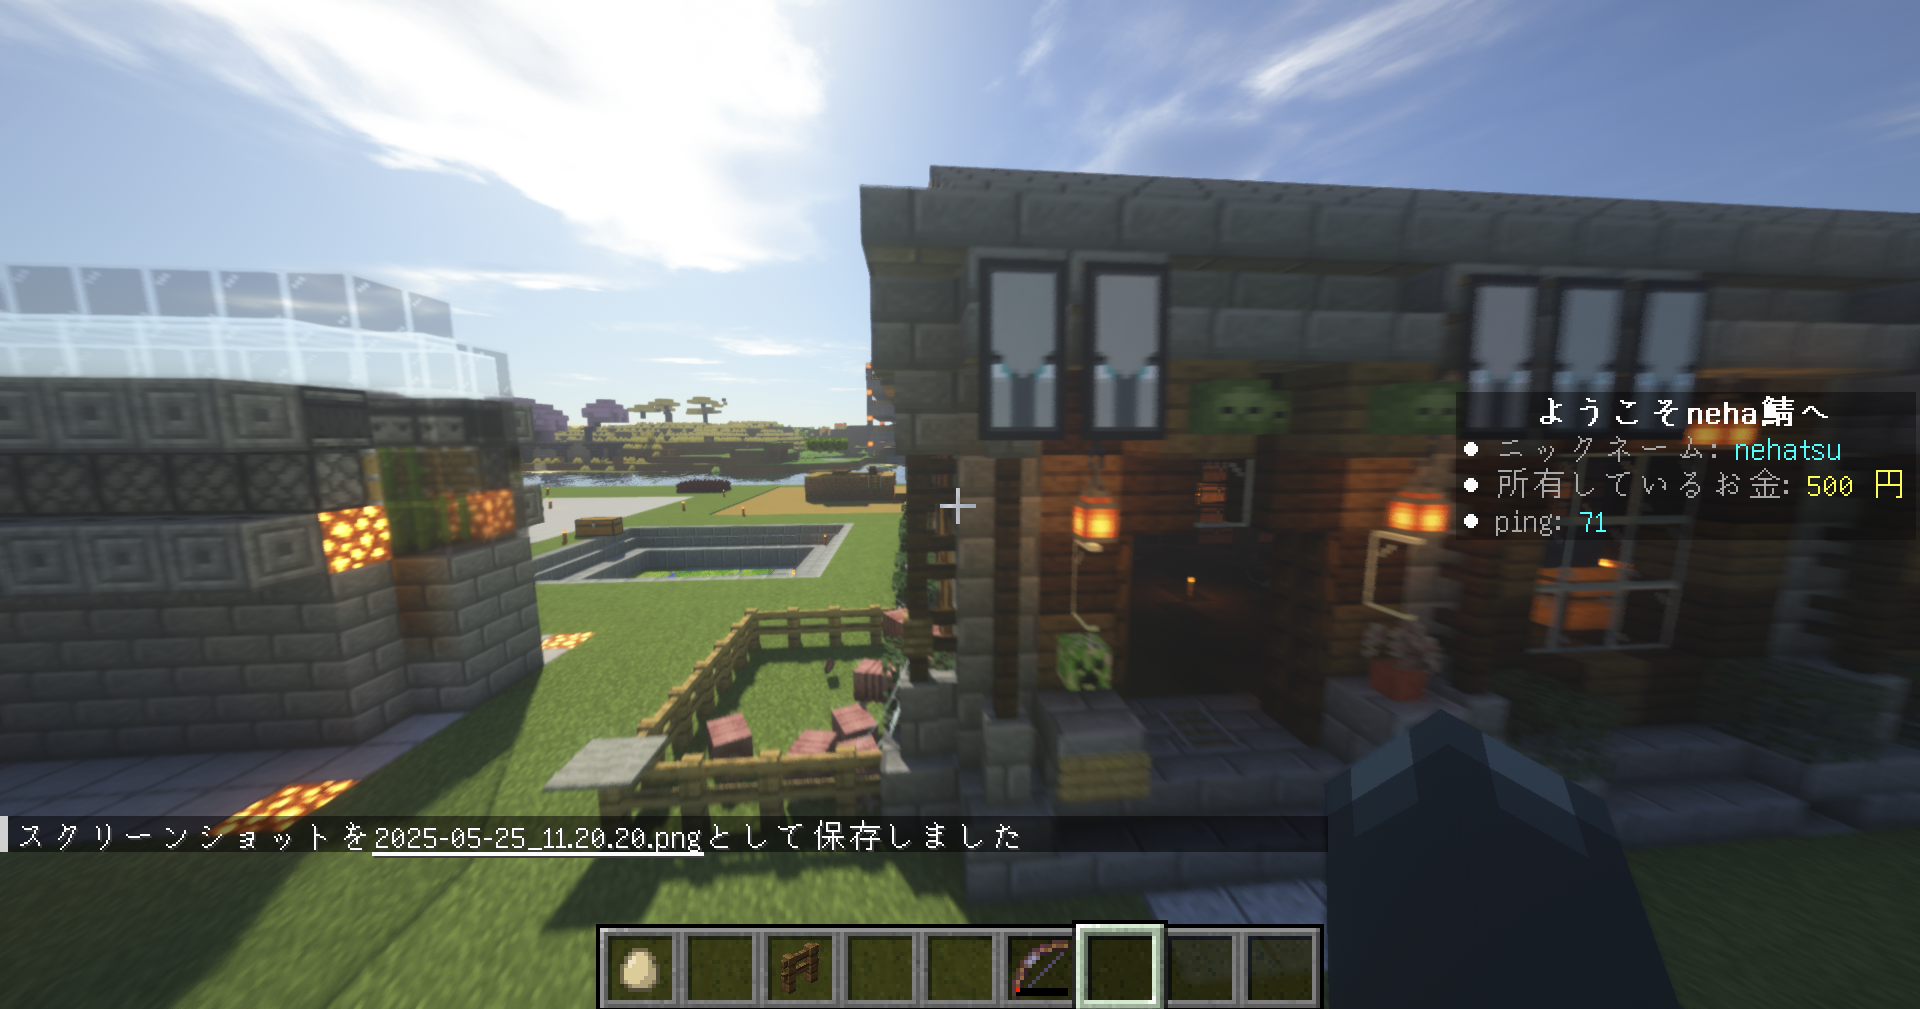 ようこそneha鯖へ
ニックネーム: nehatsu
所有しているお金: 500 円
ping: 71
スクリーンショットを2025-05-25_11.20.20.pngとして保存しました